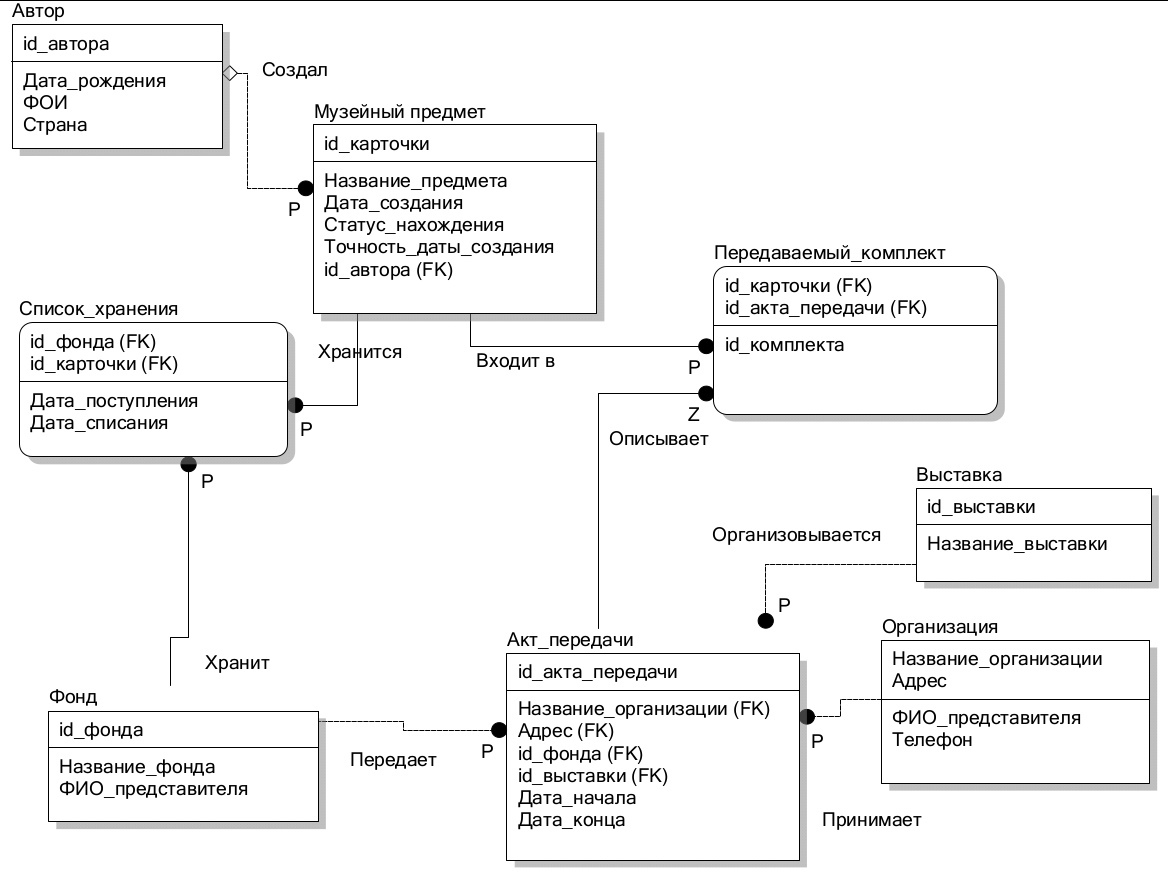 Автор
id_автора
Дата_рождения
ФОИ
Страна
Создал
Музейный предмет
id_карточки
Название_предмета
Дата_создания
Статус_нахождения
Точность_даты_создания
id_автора (FK)
P
Передаваемый_комплект
id_карточки (FK)
id_акта_передачи (FK)
id_комплекта
Список_хранения
id_фонда (FK)
id_карточки (FK)
Дата_поступления
Дата_списания
Хранится
P
Входит в
P
Z
Описывает
P
Выставка
id_выставки
Название_выставки
Организовывается
P
Организация
Название_организации
Адрес
ФИО_представителя
Телефон
Акт_передачи
id_акта_передачи
Название_организации (FK)
Адрес (FK)
id_фонда (FK)
id_выставки (FK)
Дата_начала
Дата_конца
P
Принимает
Хранит
Фонд
id_фонда
Название_фонда
ФИО_представителя
Передает
P